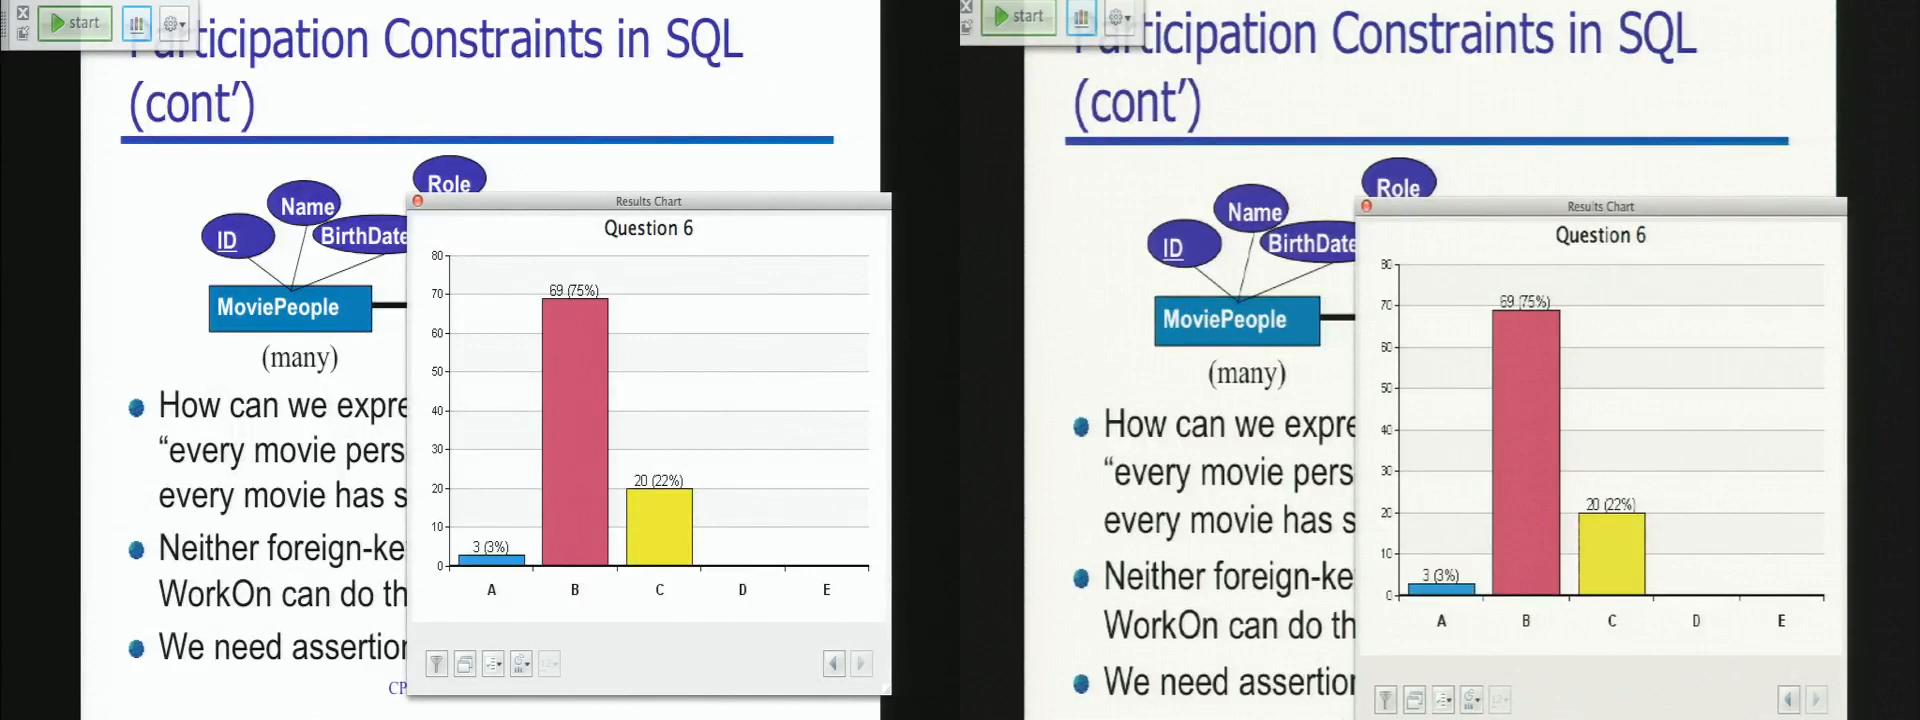 start
Participation Constraints in SQL
(cont')
Role
Name
ID
BirthDate
MoviePeople
(many)
How can we expre
“every movie pers
every movie has s
Neither foreign-ke
WorkOn can do th
We need assertion
CP
Results Chart
Question 6
80
70
60
50
40
30
20
10
0
3 (3%)
69 (75%)
20 (22%)
A B C D E
start
Participation Constraints in SQL
(cont')
Role
Name
ID
BirthDate
MoviePeople
(many)
How can we expre
“every movie pers
every movie has s
Neither foreign-ke
WorkOn can do th
We need assertion
Results Chart
Question 6
80
70
60
50
40
30
20
10
0
3 (3%)
69 (75%)
20 (22%)
A B C D E